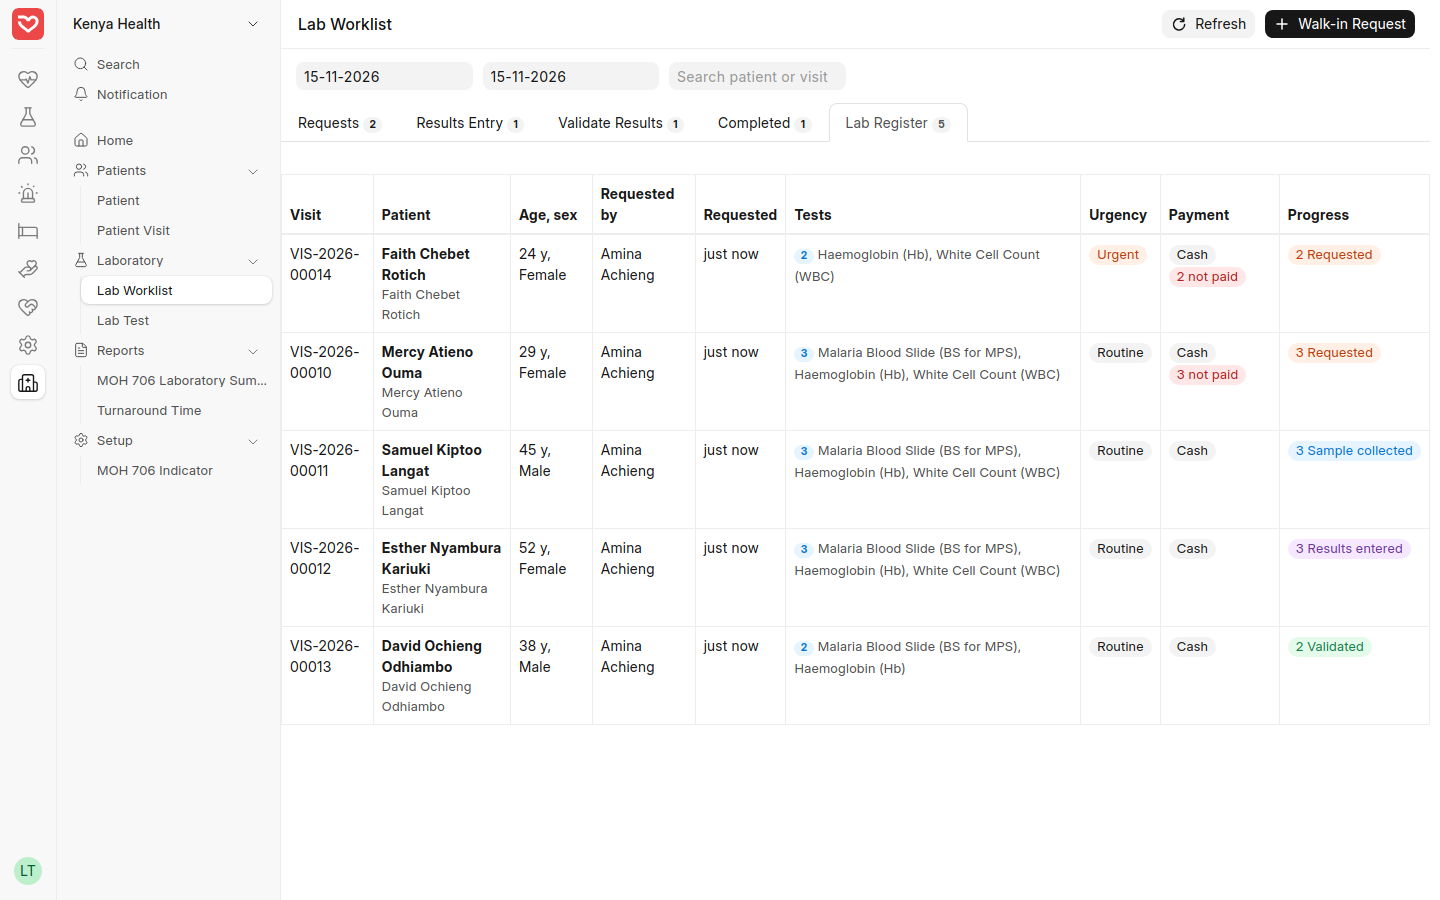 Kenya Health
Search
Notification
Home
Patients
Patient
Patient Visit
Laboratory
Lab Worklist
Lab Test
Reports
MOH 706 Laboratory Sum...
Turnaround Time
Setup
MOH 706 Indicator
LT
Lab Worklist
Refresh
Walk-in Request
15-11-2026 15-11-2026 Search patient or visit
Requests 2 Results Entry 1 Validate Results 1 Completed 1 Lab Register 5
Visit Patient Age, sex Requested by Requested Tests Urgency Payment Progress
VIS-2026-
00014
Faith Chebet
Rotich
Faith Chebet
Rotich
24 y,
Female
Amina
Achieng
just now
2 Haemoglobin (Hb), White Cell Count
(WBC)
Urgent
Cash
2 not paid
2 Requested
VIS-2026-
00010
Mercy Atieno
Ouma
Mercy Atieno
Ouma
29 y,
Female
Amina
Achieng
just now
3 Malaria Blood Slide (BS for MPS),
Haemoglobin (Hb), White Cell Count (WBC)
Routine
Cash
3 not paid
3 Requested
VIS-2026-
00011
Samuel Kiptoo
Langat
Samuel Kiptoo
Langat
45 y,
Male
Amina
Achieng
just now
3 Malaria Blood Slide (BS for MPS),
Haemoglobin (Hb), White Cell Count (WBC)
Routine
Cash
3 Sample collected
VIS-2026-
00012
Esther Nyambura
Kariuki
Esther Nyambura
Kariuki
52 y,
Female
Amina
Achieng
just now
3 Malaria Blood Slide (BS for MPS),
Haemoglobin (Hb), White Cell Count (WBC)
Routine
Cash
3 Results entered
VIS-2026-
00013
David Ochieng
Odhiambo
David Ochieng
Odhiambo
38 y,
Male
Amina
Achieng
just now
2 Malaria Blood Slide (BS for MPS),
Haemoglobin (Hb)
Routine
Cash
2 Validated